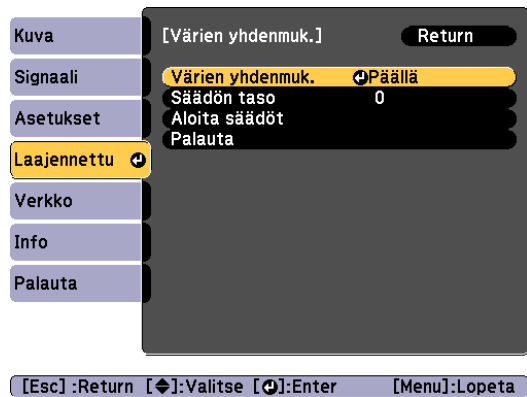 Kuva
Signaali
Asetukset
Laajennettu
Verkko
Info
Palauta
[Värien yhdenmuk.] Return
Värien yhdenmuk. Päällä
Säädön taso 0
Aloita säädöt
Palauta
[Esc] :Return [◆]:Valitse [⏎]:Enter [Menu]:Lopeta